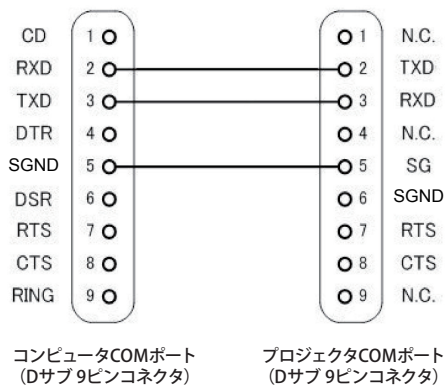 CD 1 1 N.C.
RXD 2 2 TXD
TXD 3 3 RXD
DTR 4 4 N.C.
SGND 5 5 SG
DSR 6 6 SGND
RTS 7 7 RTS
CTS 8 8 CTS
RING 9 9 N.C.
コンピュータCOMポート プロジェクタCOMポート
(Dサブ 9ピンコネクタ) (Dサブ 9ピンコネクタ)